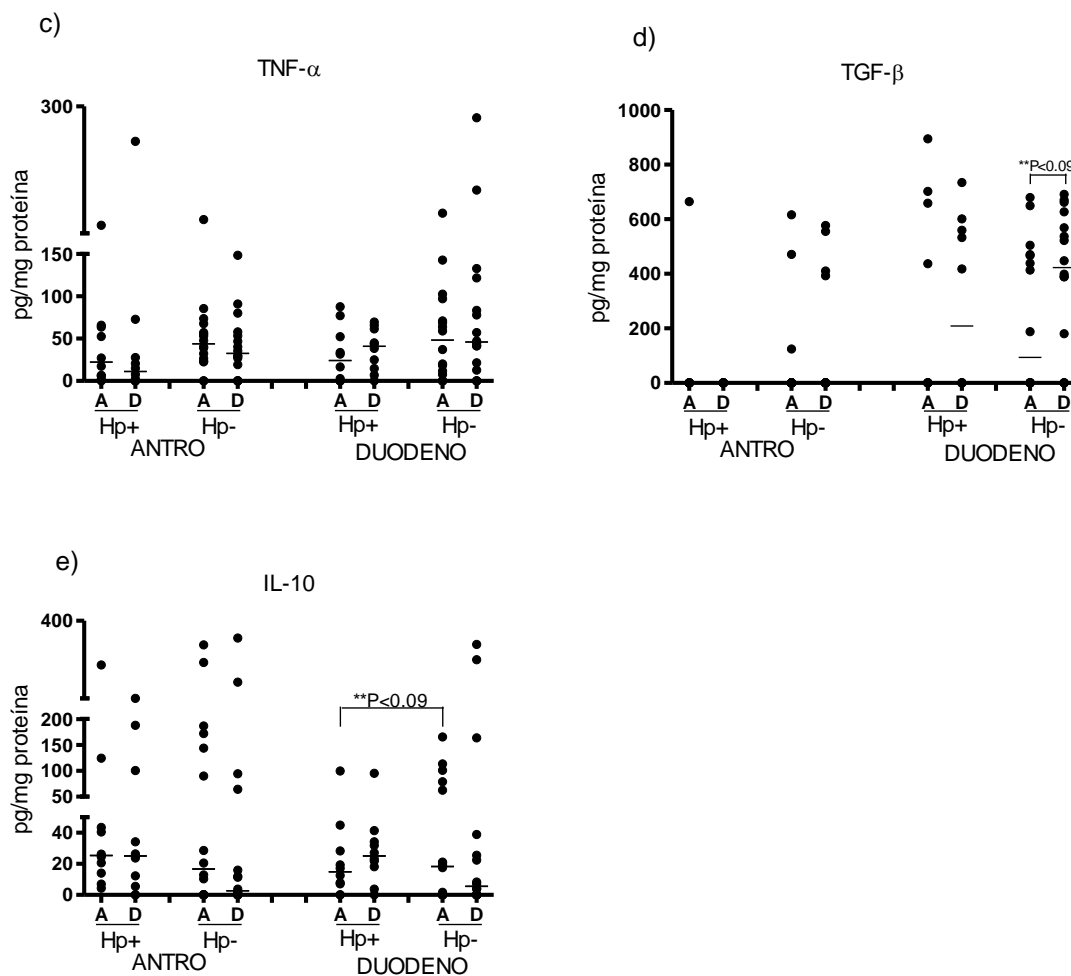 c)
TNF-α
pg/mg proteína
300
150
100
50
0
A D A D A D A D
Hp+ Hp- Hp+ Hp-
ANTRO DUODENO
d)
TGF-β
pg/mg proteína
1000
800
600
400
200
0
**P<0.09
A D A D A D A D
Hp+ Hp- Hp+ Hp-
ANTRO DUODENO
e)
IL-10
pg/mg proteína
400
200
150
100
50
40
20
0
**P<0.09
A D A D A D A D
Hp+ Hp- Hp+ Hp-
ANTRO DUODENO